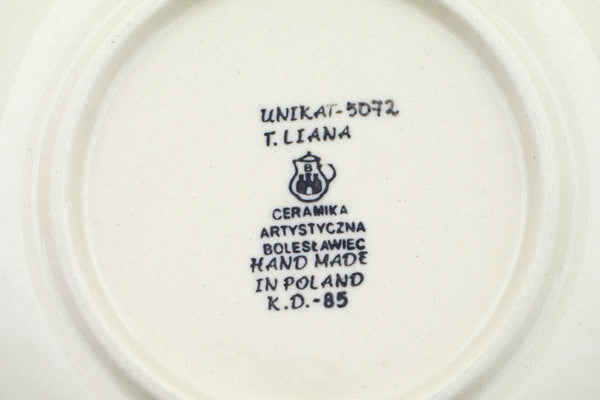 UNIKAT-5072
T. LIANA
B
CERAMIKA
ARTYSTYCZNA
BOLESŁAWIEC
HAND MADE
IN POLAND
K.D.-85